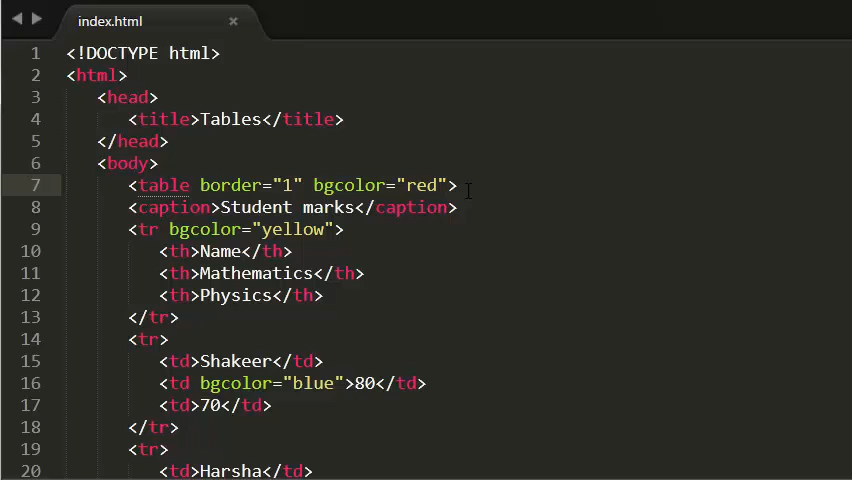 index.html
1 <!DOCTYPE html>
2 <html>
3 <head>
4 <title>Tables</title>
5 </head>
6 <body>
7 <table border="1" bgcolor="red">
8 <caption>Student marks</caption>
9 <tr bgcolor="yellow">
10 <th>Name</th>
11 <th>Mathematics</th>
12 <th>Physics</th>
13 </tr>
14 <tr>
15 <td>Shakeer</td>
16 <td bgcolor="blue">80</td>
17 <td>70</td>
18 </tr>
19 <tr>
20 <td>Harsha</td>